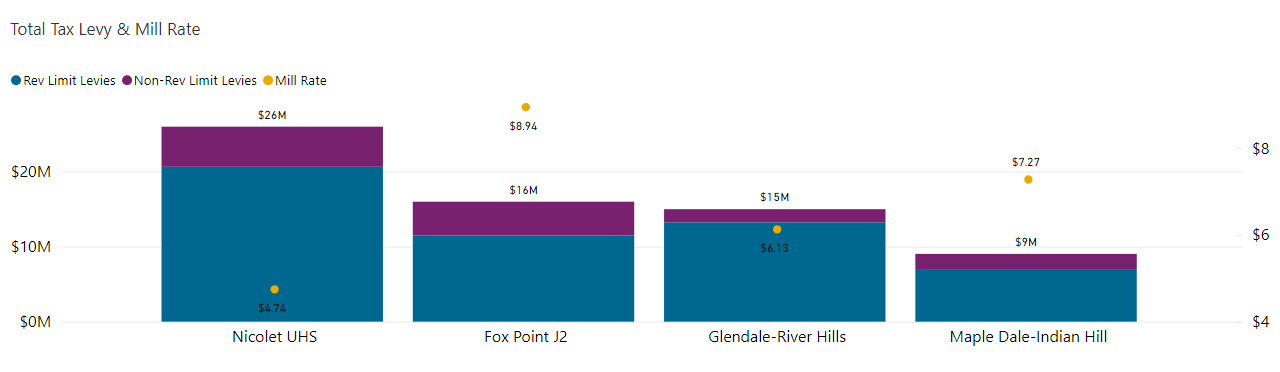 Total Tax Levy & Mill Rate
Rev Limit Levies Non-Rev Limit Levies Mill Rate
$26M
$8.94
$8
$7.27
$20M
$16M
$15M
$6
$10M
$6.13
$9M
$4.74
$0M
$4
Nicolet UHS Fox Point J2 Glendale-River Hills Maple Dale-Indian Hill